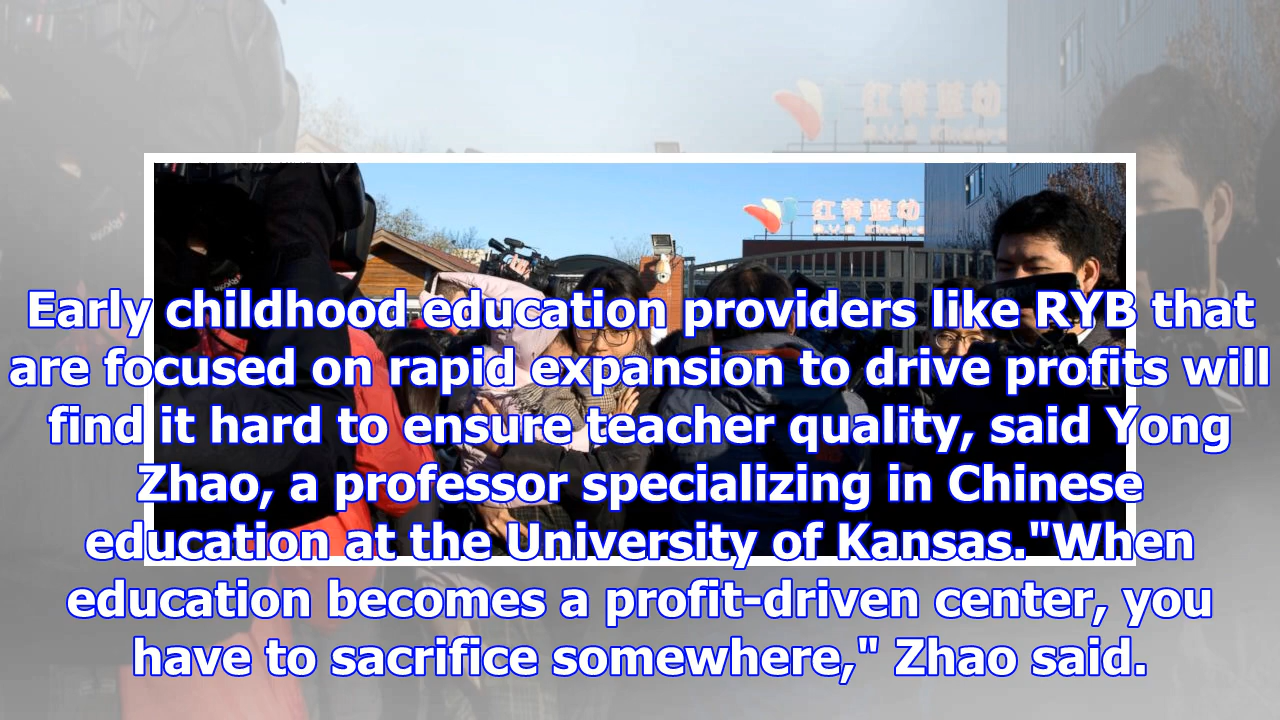 红黄蓝幼
R.Y.B Kinder
Early childhood education providers like RYB that
are focused on rapid expansion to drive profits will
find it hard to ensure teacher quality, said Yong
Zhao, a professor specializing in Chinese
education at the University of Kansas."When
education becomes a profit-driven center, you
have to sacrifice somewhere," Zhao said.